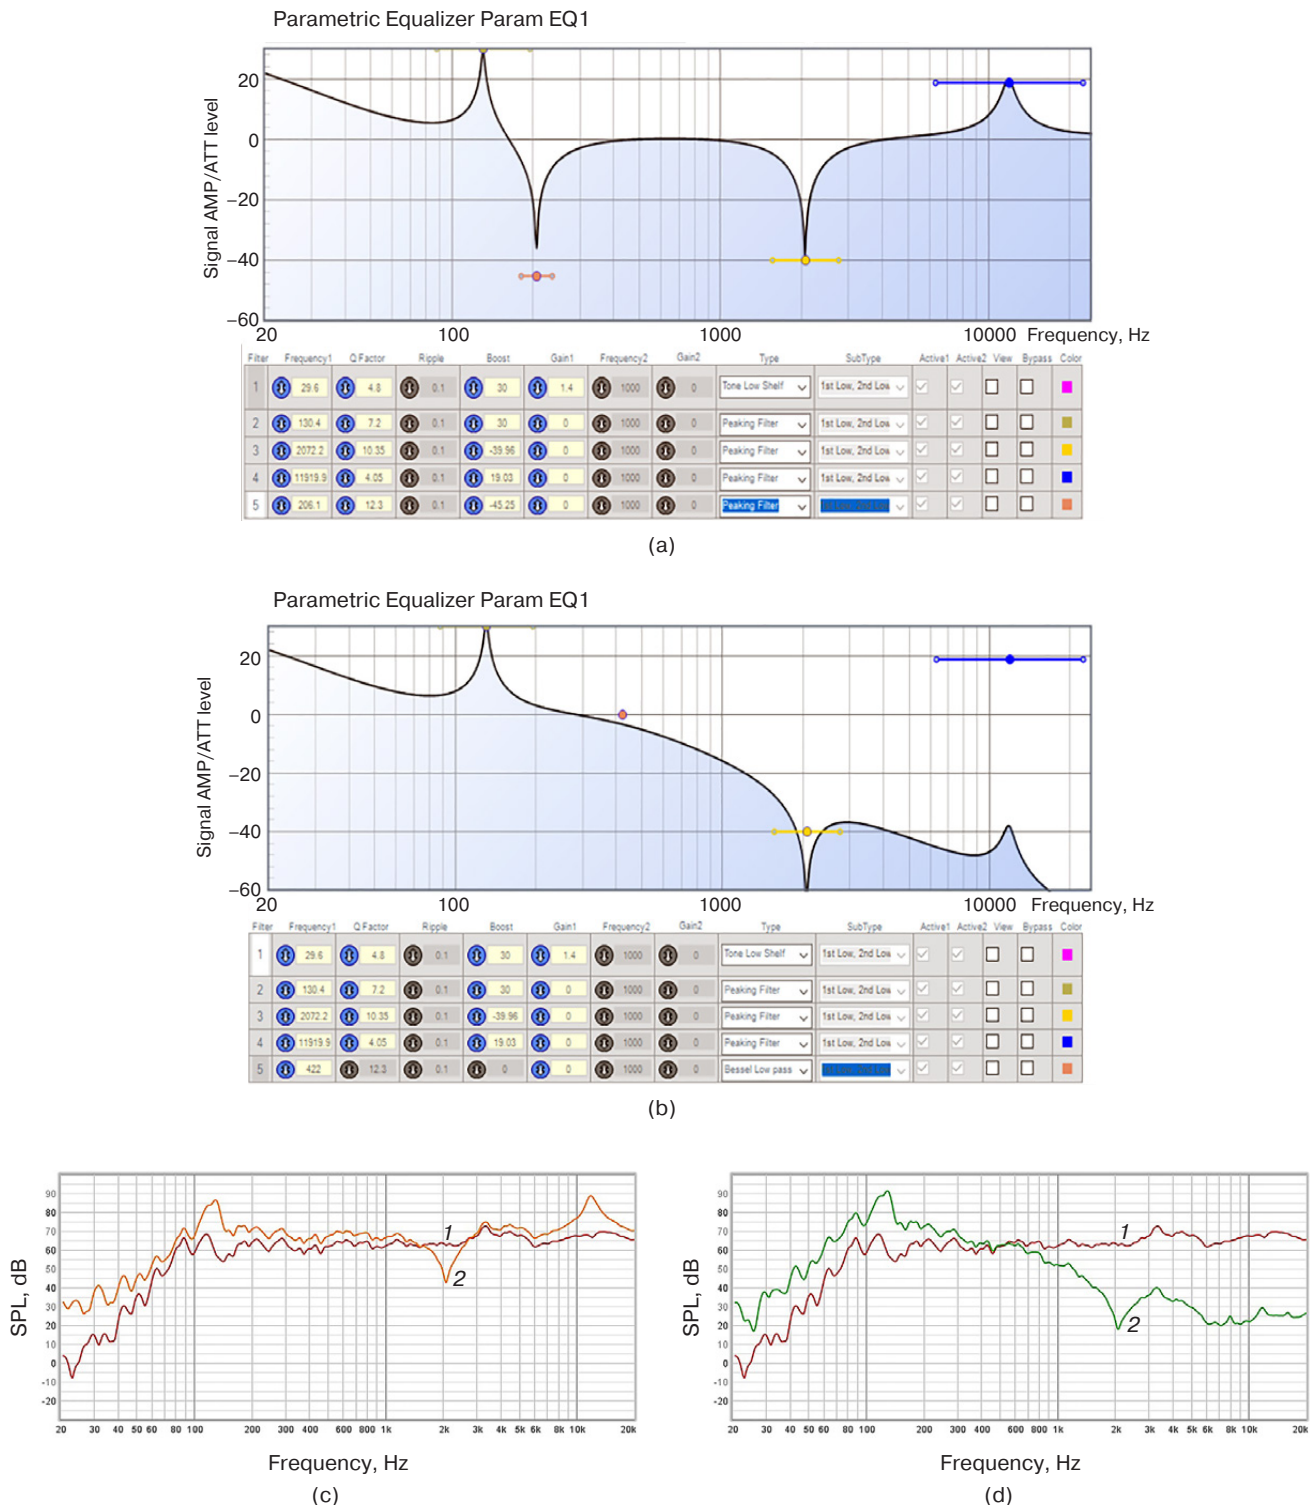 Parametric Equalizer Param EQ1
Signal AMP/ATT level
20
0
−20
−40
−60
20 100 1000 10000 Frequency, Hz
Filter Frequency1 Q Factor Ripple Boost Gain1 Frequency2 Gain2 Type SubType Active1 Active2 View Bypass Color
1 29.6 4.8 0.1 30 1.4 1000 0 Tone Low Shelf 1st Low, 2nd Low
2 130.4 7.2 0.1 30 0 1000 0 Peaking Filter 1st Low, 2nd Low
3 2072.2 10.35 0.1 -39.96 0 1000 0 Peaking Filter 1st Low, 2nd Low
4 11919.9 4.05 0.1 19.03 0 1000 0 Peaking Filter 1st Low, 2nd Low
5 206.1 12.3 0.1 -45.25 0 1000 0 Peaking Filter
(a)
Parametric Equalizer Param EQ1
Signal AMP/ATT level
20
0
−20
−40
−60
20 100 1000 10000 Frequency, Hz
Filter Frequency1 Q Factor Ripple Boost Gain1 Frequency2 Gain2 Type SubType Active1 Active2 View Bypass Color
1 29.6 4.8 0.1 30 1.4 1000 0 Tone Low Shelf 1st Low, 2nd Low
2 130.4 7.2 0.1 30 0 1000 0 Peaking Filter 1st Low, 2nd Low
3 2072.2 10.35 0.1 -39.96 0 1000 0 Peaking Filter 1st Low, 2nd Low
4 11919.9 4.05 0.1 19.03 0 1000 0 Peaking Filter 1st Low, 2nd Low
5 422 12.3 0.1 0 0 1000 0 Bessel Low pass
(b)
SPL, dB
90
80
70
60
50
40
30
20
10
0
-10
-20
1
2
20 30 40 50 60 80 100 200 300 400 600 1k 2k 3k 4k 5k 6k 8k 10k 20k
Frequency, Hz
(c)
SPL, dB
90
80
70
60
50
40
30
20
10
0
-10
-20
1
2
20 30 40 50 60 80 100 200 300 400 600 1k 2k 3k 4k 5k 6k 8k 10k 20k
Frequency, Hz
(d)